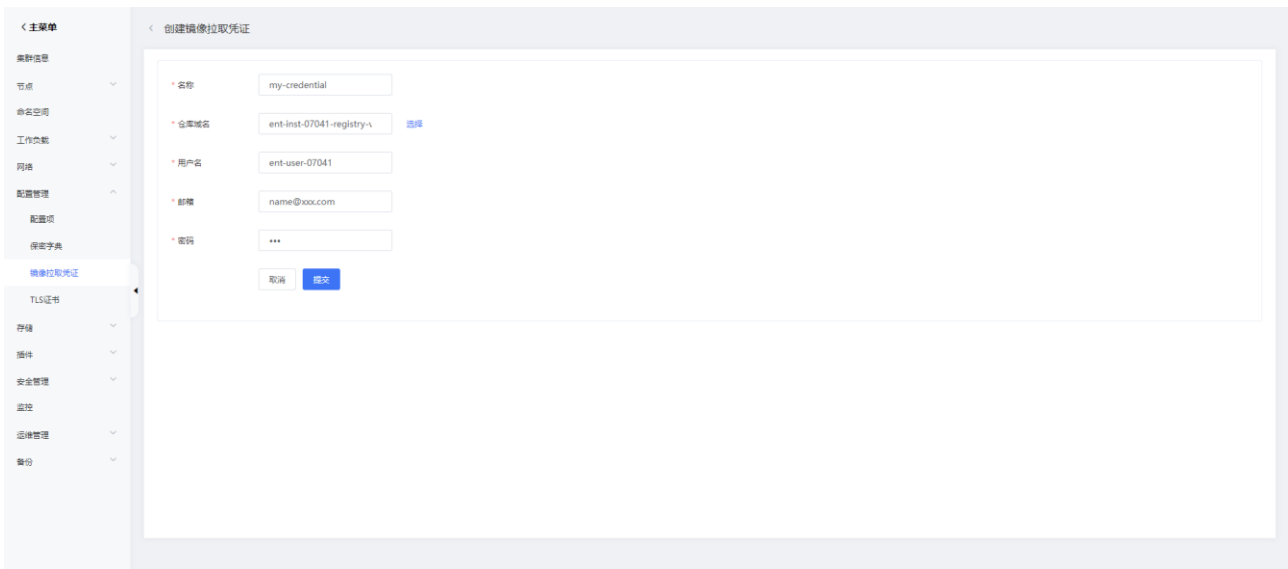 主菜单
集群信息
节点
命名空间
工作负载
网络
配置管理
配置项
保密字典
镜像拉取凭证
TLS证书
存储
插件
安全管理
监控
运维管理
备份
创建镜像拉取凭证
* 名称 my-credential
* 仓库域名 ent-inst-07041-registry-v 选择
* 用户名 ent-user-07041
* 邮箱 name@xxx.com
* 密码 •••
取消 提交